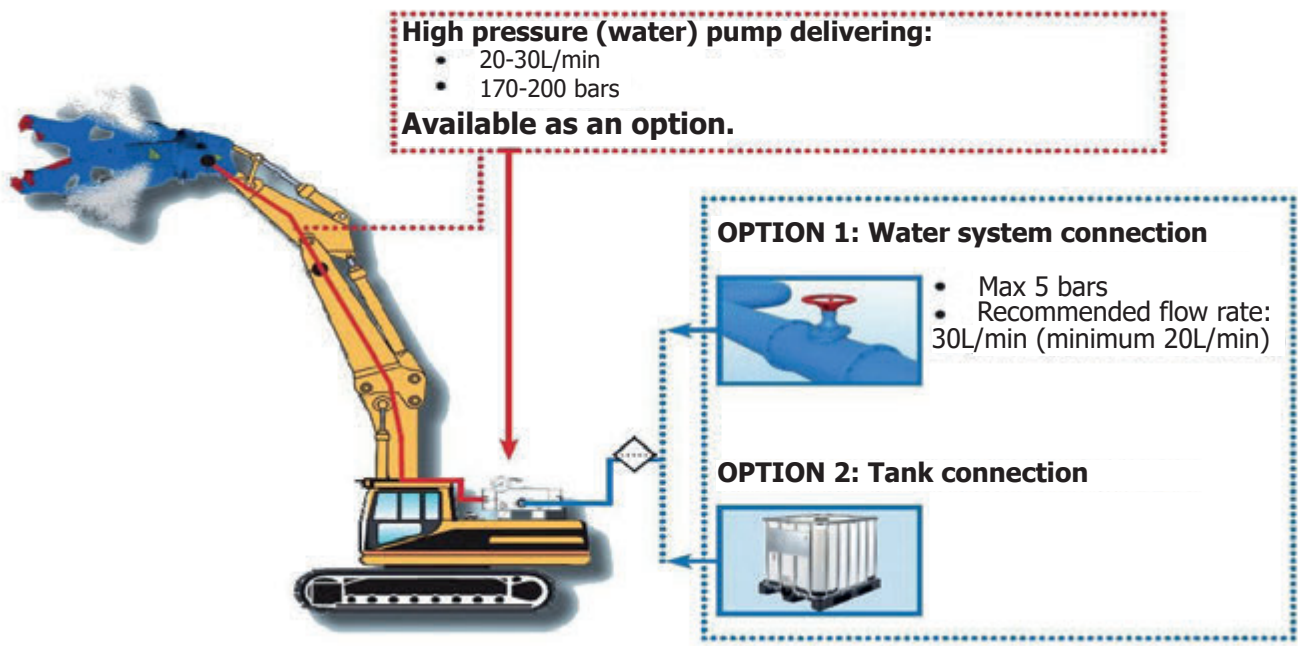 High pressure (water) pump delivering:
• 20-30L/min
• 170-200 bars
Available as an option.
OPTION 1: Water system connection
• Max 5 bars
• Recommended flow rate:
30L/min (minimum 20L/min)
OPTION 2: Tank connection